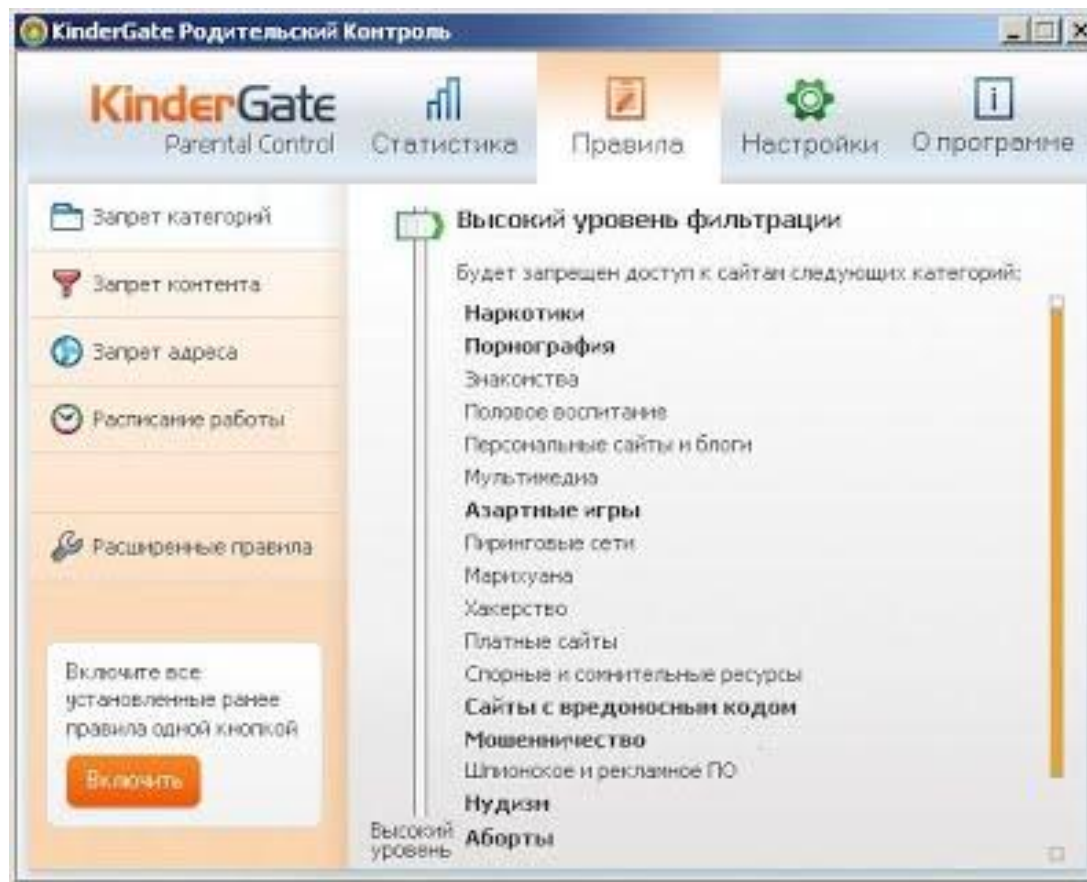 KinderGate Родительский Контроль
KinderGate
Parental Control
Статистика
Правила
Настройки
О программе
Запрет категорий
Запрет контента
Запрет адреса
Расписание работы
Расширенные правила
Включите все
установленные ранее
правила одной кнопкой
Включить
Высокий уровень фильтрации
Будет запрещен доступ к сайтам следующих категорий:
Наркотики
Порнография
Знакомства
Половое воспитание
Персональные сайты и блоги
Мультимедиа
Азартные игры
Пиринговые сети
Марихуана
Хакерство
Платные сайты
Спорные и сомнительные ресурсы
Сайты с вредоносным кодом
Мошенничество
Шпионское и рекламное ПО
Нудизм
Аборты
Высокий
уровень